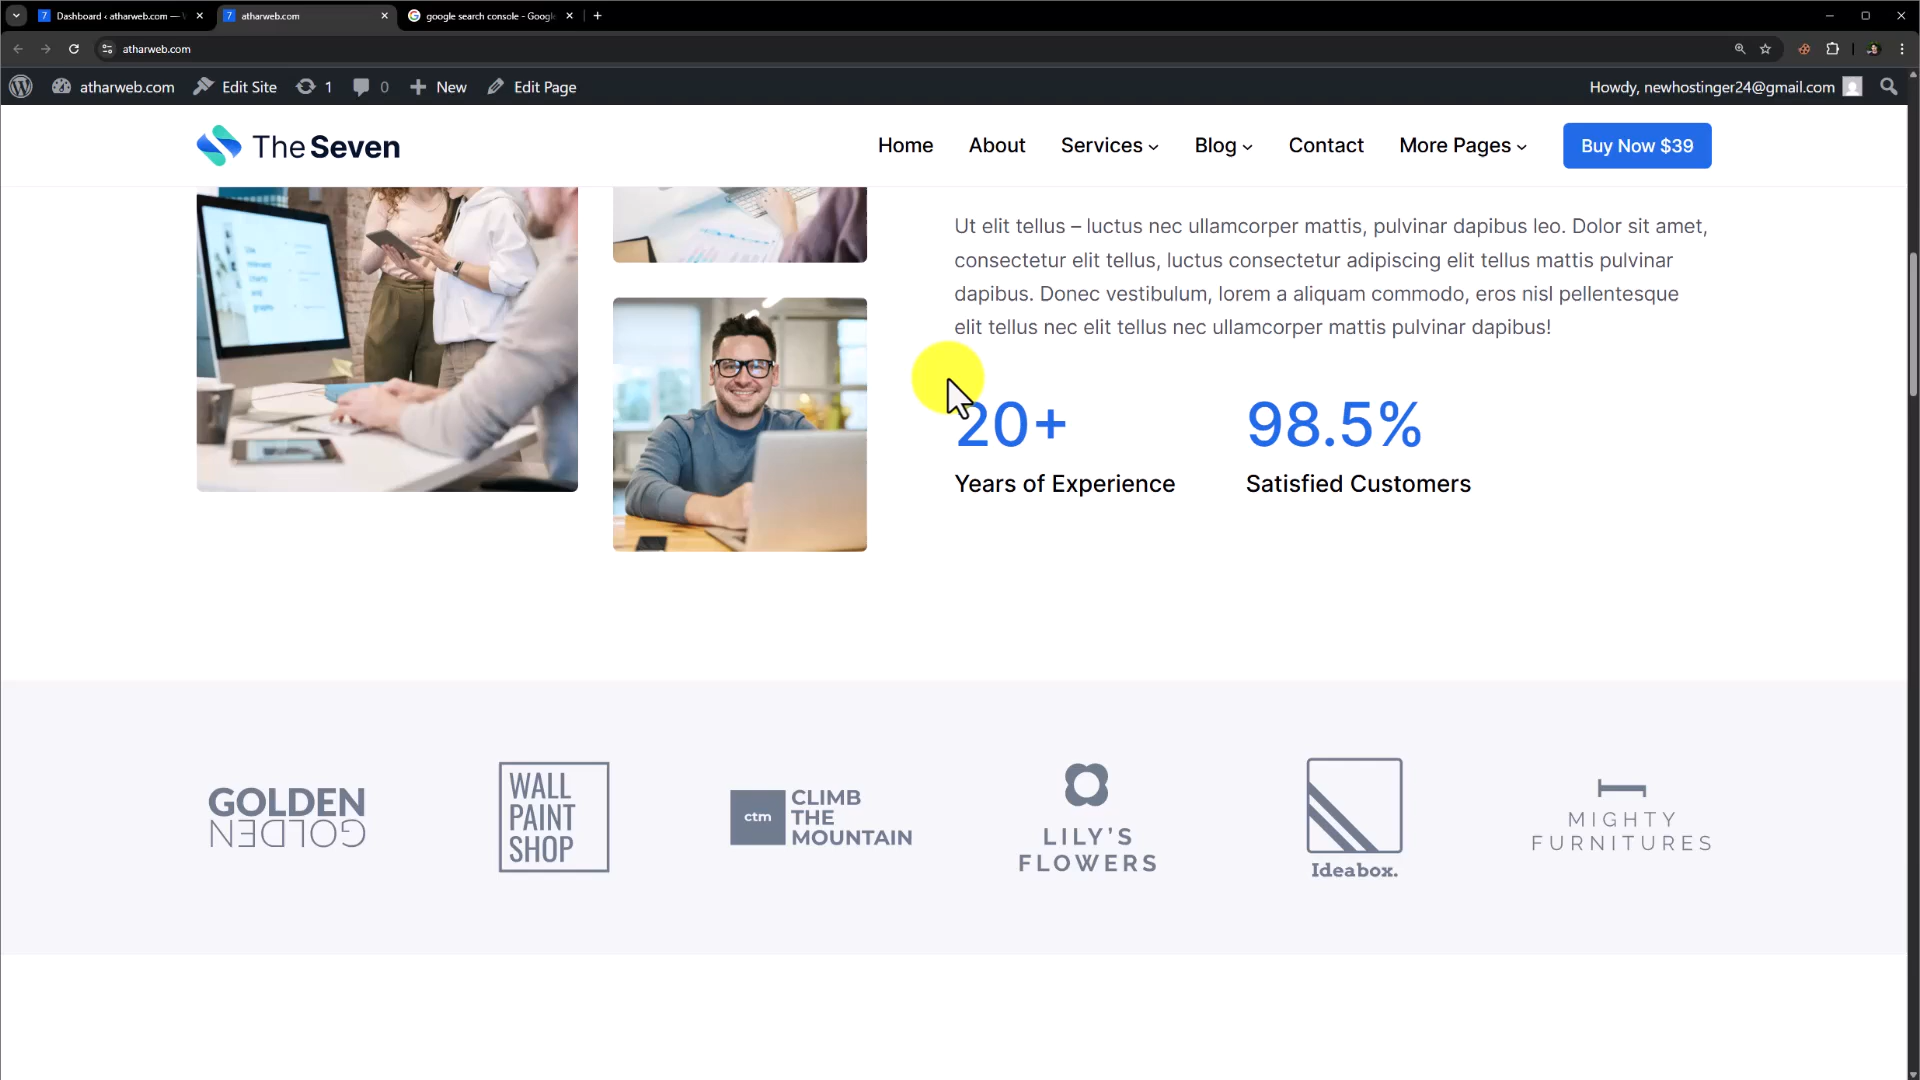 Dashboard ‹ atharweb.com —
atharweb.com
google search console - Google
atharweb.com
atharweb.com
Edit Site
1
0
New
Edit Page
Howdy, newhostinger24@gmail.com
The Seven
Home
About
Services
Blog
Contact
More Pages
Buy Now $39
Ut elit tellus – luctus nec ullamcorper mattis, pulvinar dapibus leo. Dolor sit amet,
consectetur elit tellus, luctus consectetur adipiscing elit tellus mattis pulvinar
dapibus. Donec vestibulum, lorem a aliquam commodo, eros nisl pellentesque
elit tellus nec elit tellus nec ullamcorper mattis pulvinar dapibus!
20+
98.5%
Years of Experience
Satisfied Customers
GOLDEN
GOLDEN
WALL
PAINT
SHOP
ctm
CLIMB
THE
MOUNTAIN
LILY'S
FLOWERS
Ideabox.
MIGHTY
FURNITURES